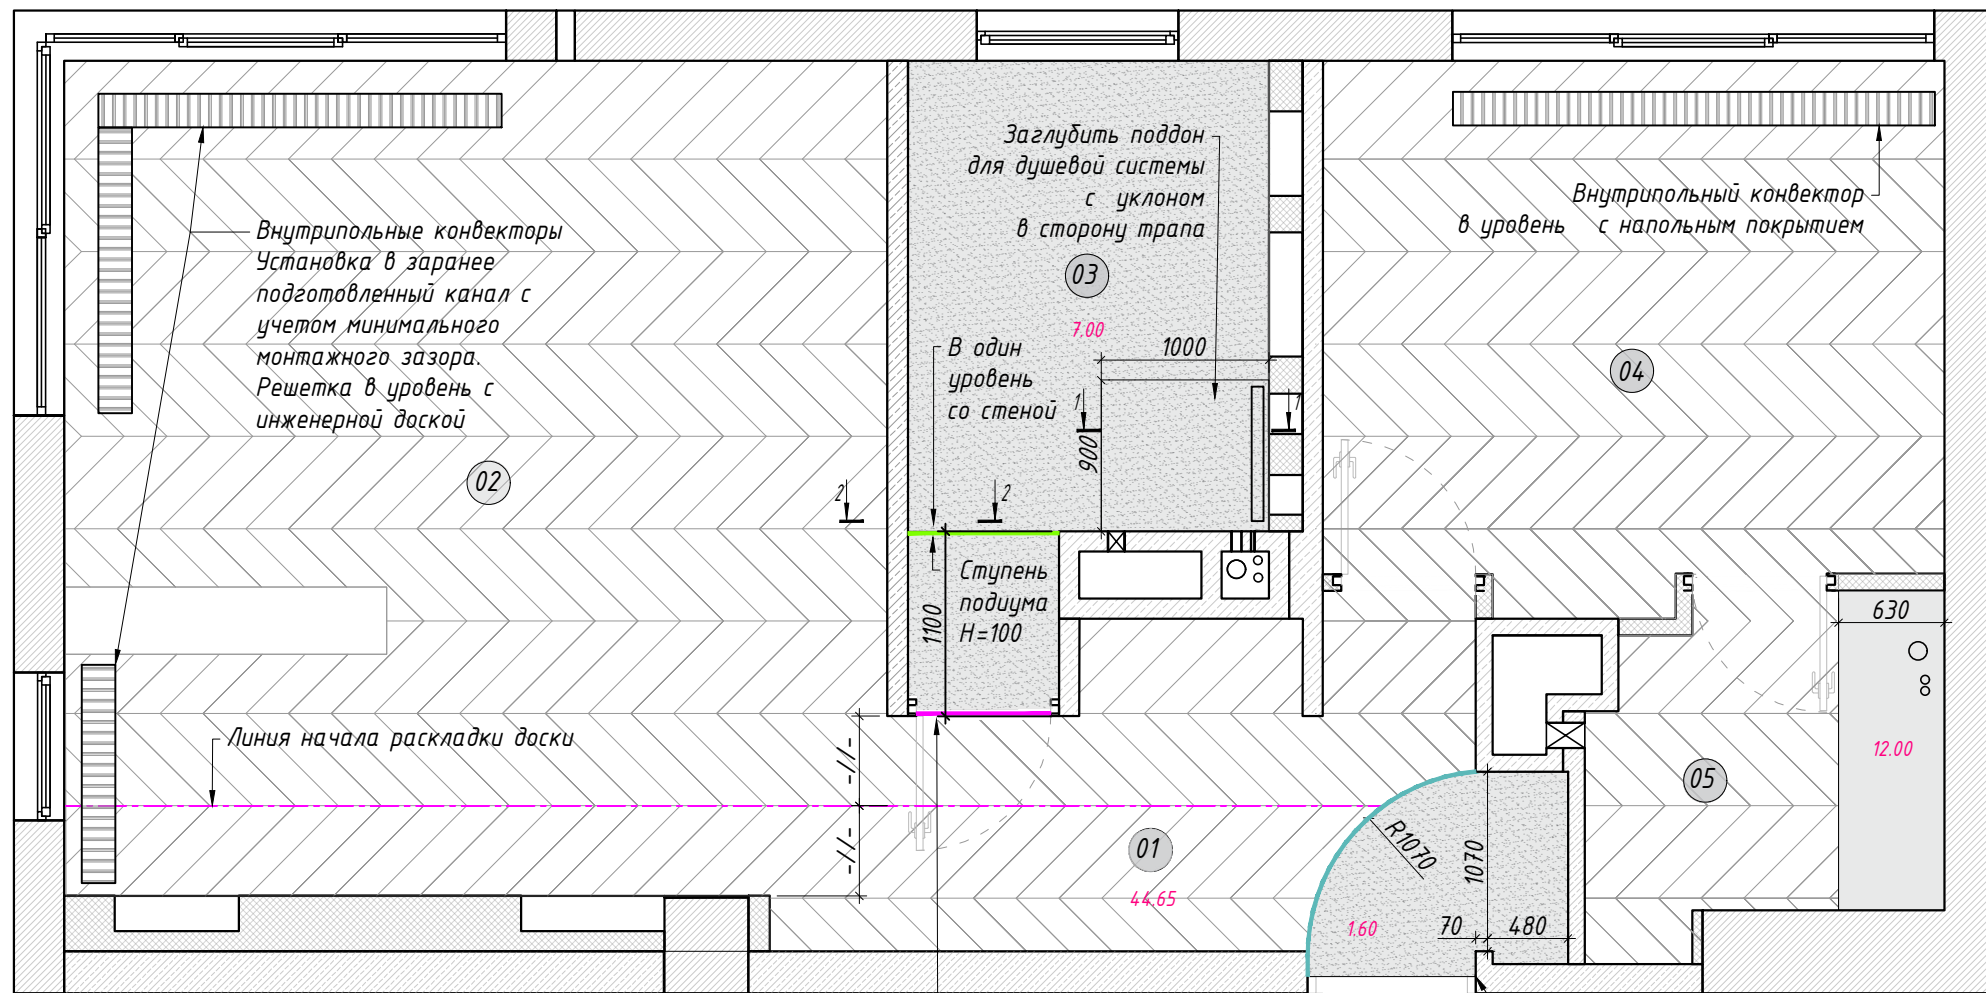 Заглубить поддон
для душевой системы
с уклоном
в сторону трапа
Внутрипольный конвектор
в уровень с напольным покрытием
Внутрипольные конвекторы
Установка в заранее
подготовленный канал с
учетом минимального
монтажного зазора.
Решетка в уровень с
инженерной доской
03
7.00
1000
В один
уровень
со стеной
1
1
900
04
02
2
2
Ступень
подиума
H=100
1100
630
Линия начала раскладки доски
-//-
-//-
12.00
05
01
44.65
R1070
1070
1.60
70
480